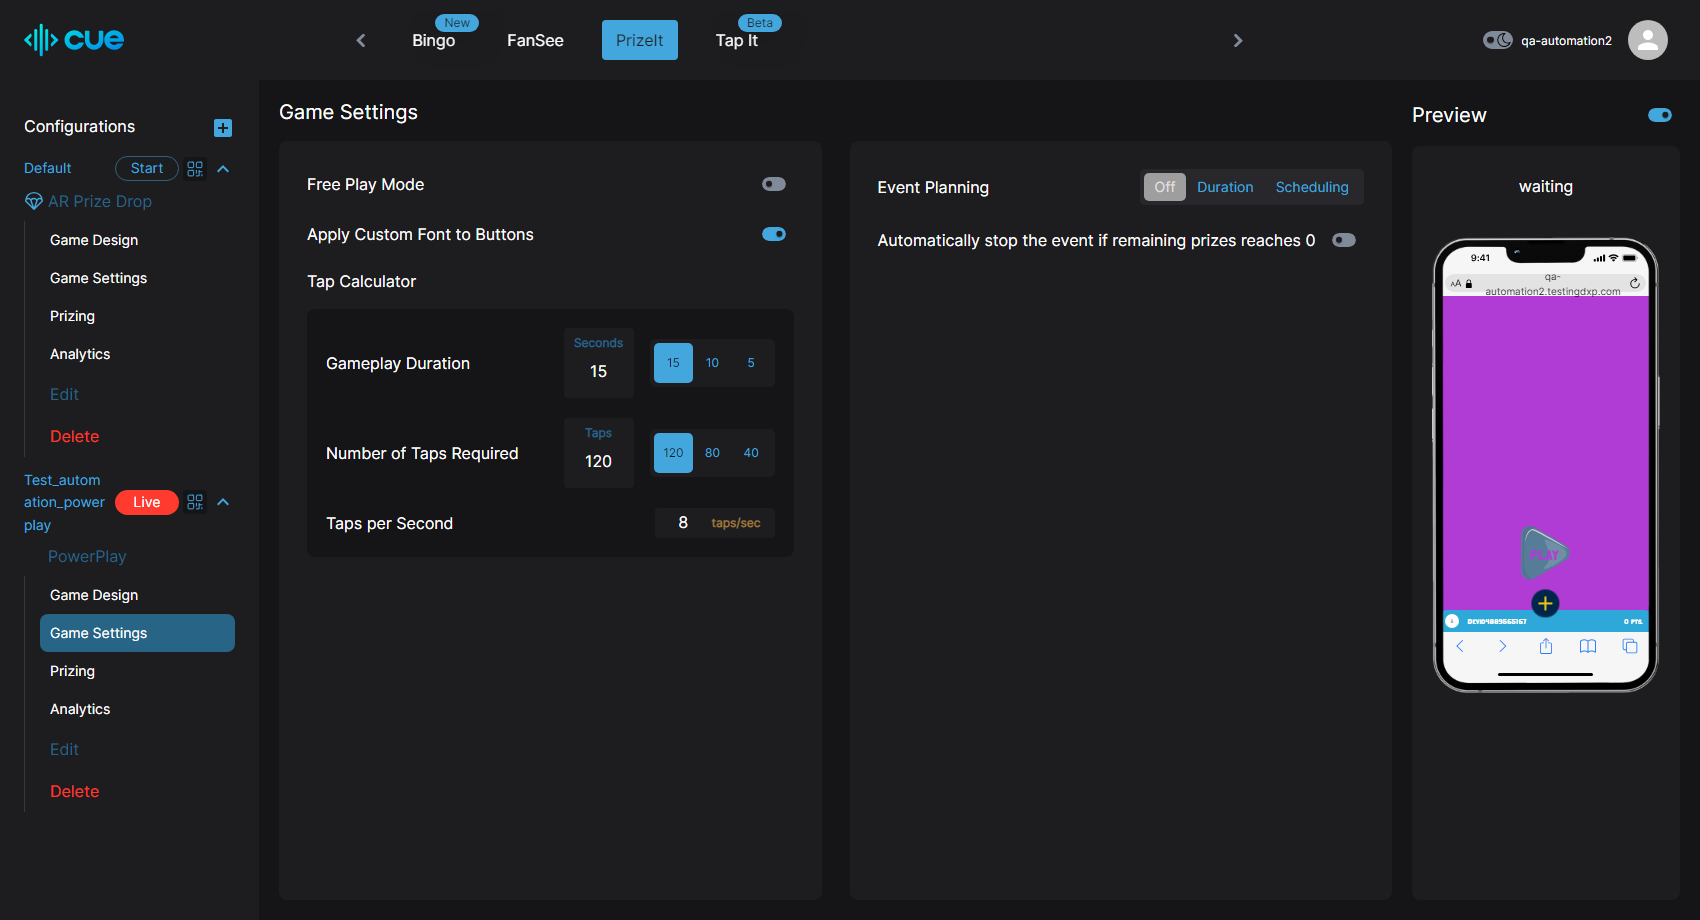 cue
New
Bingo
FanSee
PrizeIt
Beta
Tap It
qa-automation2
Configurations
Default
Start
AR Prize Drop
Game Design
Game Settings
Prizing
Analytics
Edit
Delete
Test_autom
ation_power
play
Live
PowerPlay
Game Design
Game Settings
Prizing
Analytics
Edit
Delete
Game Settings
Free Play Mode
Apply Custom Font to Buttons
Tap Calculator
Gameplay Duration
Seconds
15
15 10 5
Number of Taps Required
Taps
120
120 80 40
Taps per Second
8 taps/sec
Event Planning
Off Duration Scheduling
Automatically stop the event if remaining prizes reaches 0
Preview
waiting
9:41
AA
qa-
automation2.testingdxp.com
PLAY
0 PTS.